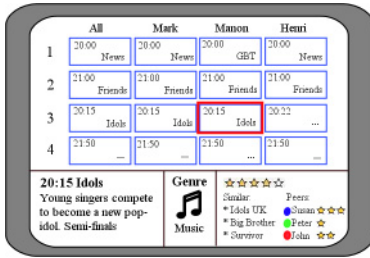 All Mark Manon Henri
1 20:00 News 20:00 News 20:00 GBT 20:00 News
2 21:00 Friends 21:00 Friends 21:00 Friends 21:00 Friends
3 20:15 Idols 20:15 Idols 20:15 Idols 20:22 ...
4 21:50 ... 21:50 ... 21:50 ... 21:50 ...
20:15 Idols
Young singers compete
to become a new pop-
idol. Semi-finals
Genre
Music
Similar:
* Idols UK
* Big Brother
* Survivor
Peers:
Susan
Peter
John